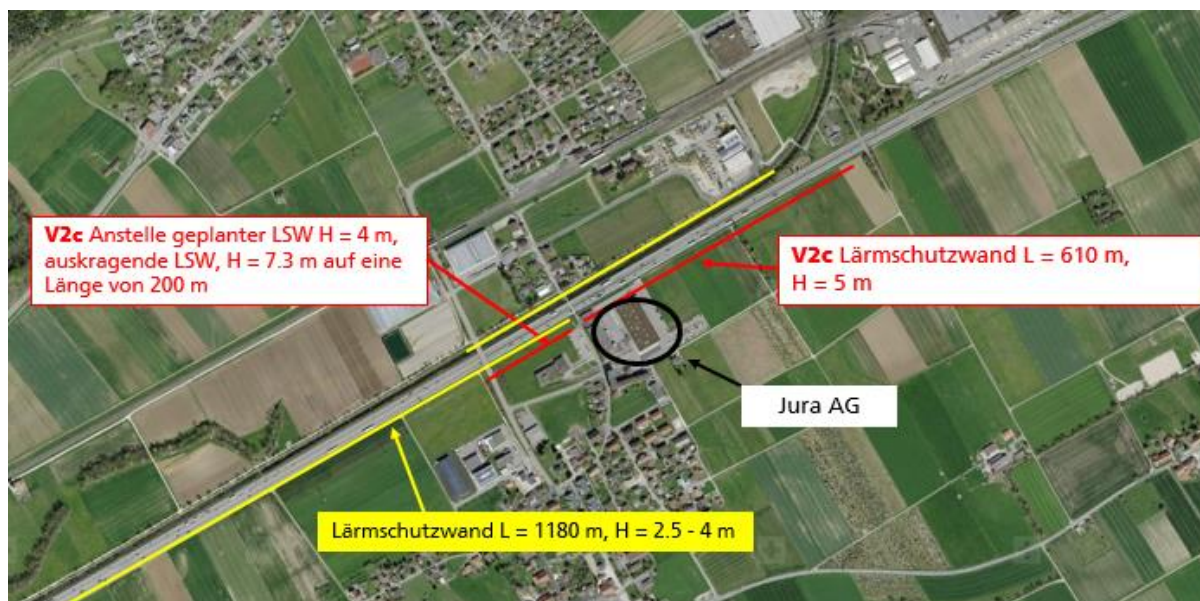 V2c Anstelle geplanter LSW H = 4 m,
auskragende LSW, H = 7.3 m auf eine
Länge von 200 m
V2c Lärmschutzwand L = 610 m,
H = 5 m
Jura AG
Lärmschutzwand L = 1180 m, H = 2.5 - 4 m